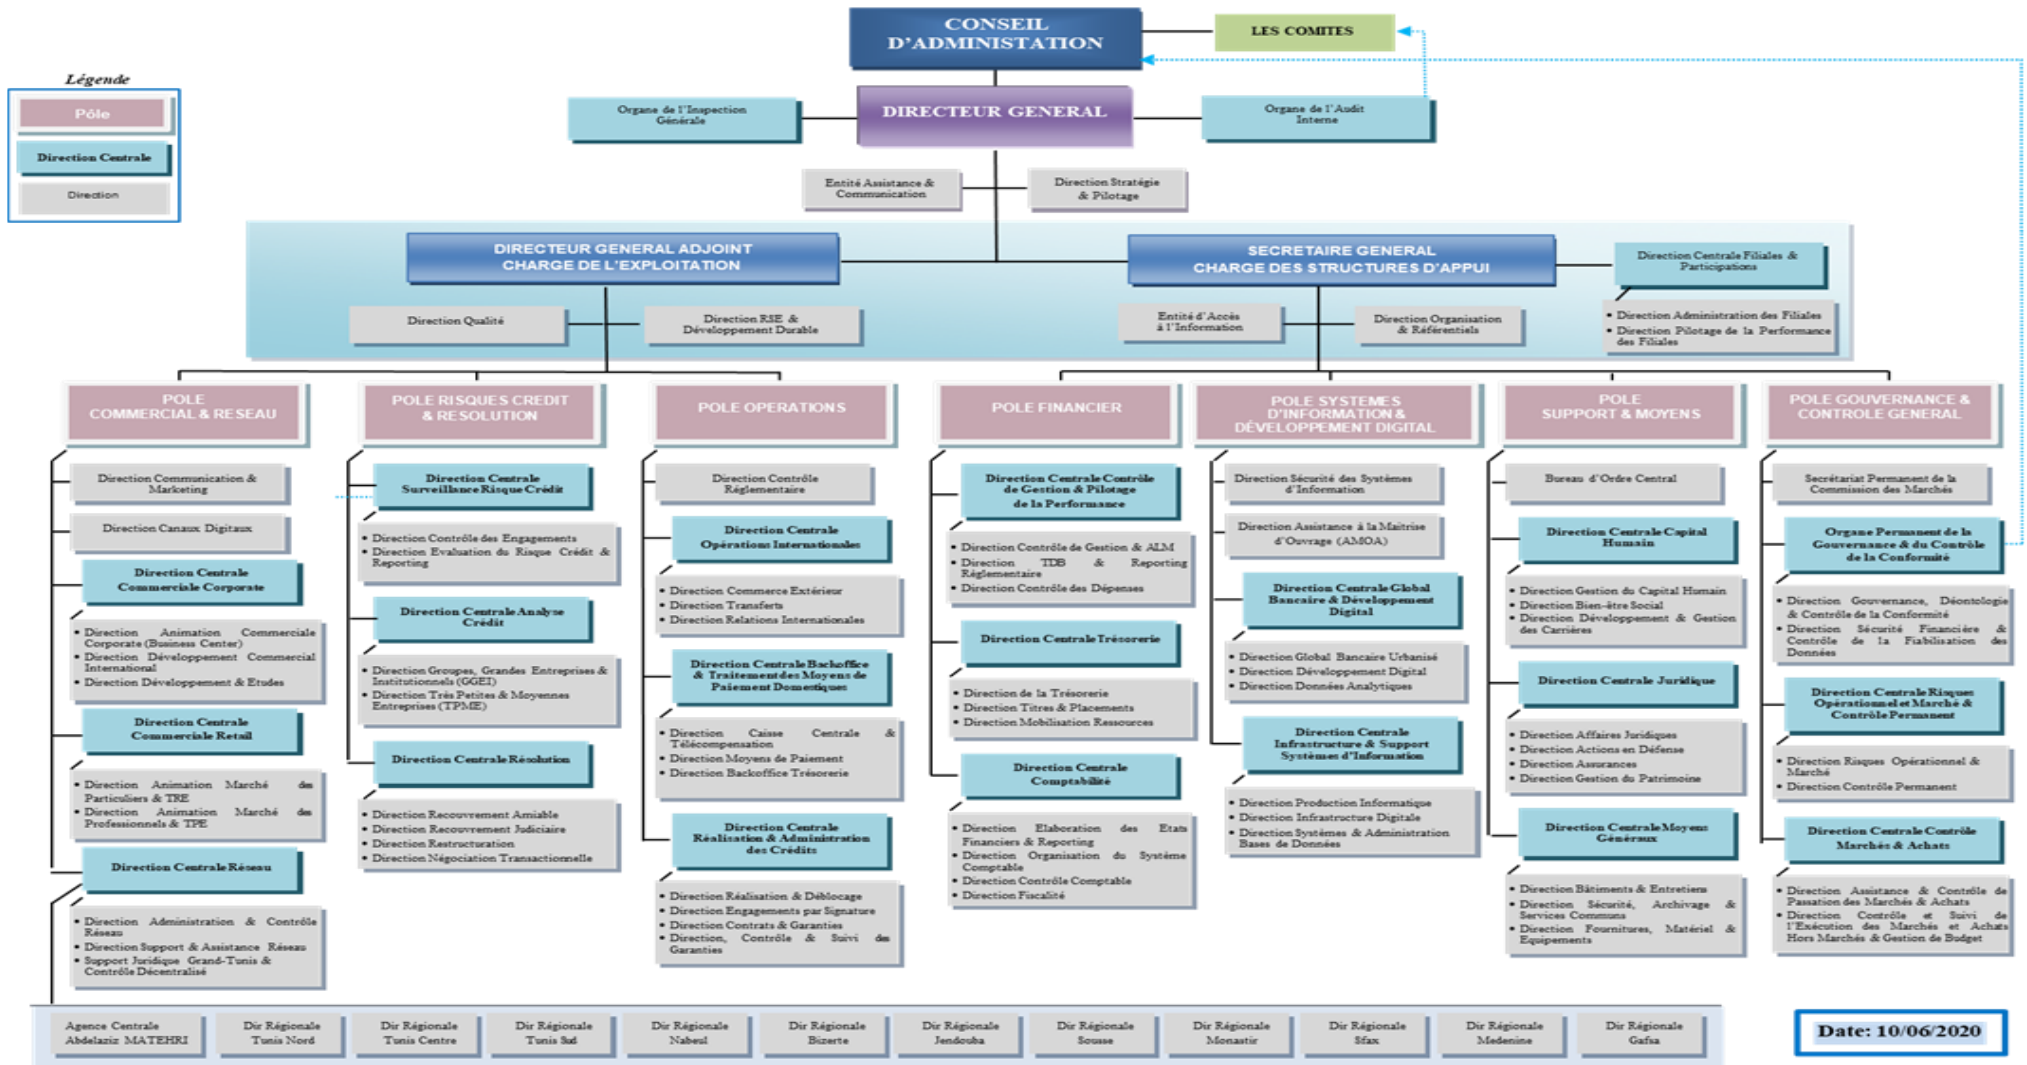 CONSEIL
D'ADMINISTATION
LES COMITES
Légende
Pôle
Direction Centrale
Direction
Organe de l'Inspection
Générale
DIRECTEUR GENERAL
Organe de l'Audit
Interne
Entité Assistance &
Communication
Direction Stratégie
& Pilotage
DIRECTEUR GENERAL ADJOINT
CHARGE DE L'EXPLOITATION
SECRETAIRE GENERAL
CHARGE DES STRUCTURES D'APPUI
Direction Centrale Filiales &
Participations
Direction Qualité
Direction RSE &
Développement Durable
Entité d'Accès
à l'Information
Direction Organisation
& Référentiels
• Direction Administration des Filiales
• Direction Pilotage de la Performance
des Filiales
POLE
COMMERCIAL & RESEAU
POLE RISQUES CREDIT
& RESOLUTION
POLE OPERATIONS
POLE FINANCIER
POLE SYSTEMES
D'INFORMATION &
DÉVELOPPEMENT DIGITAL
POLE
SUPPORT & MOYENS
POLE GOUVERNANCE &
CONTROLE GENERAL
Direction Communication &
Marketing
Direction Canaux Digitaux
Direction Centrale
Commerciale Corporate
• Direction Animation Commerciale
Corporate (Business Center)
• Direction Développement Commercial
International
• Direction Développement & Etudes
Direction Centrale
Commerciale Retail
• Direction Animation Marché des
Particuliers & TRE
• Direction Animation Marché des
Professionnels & TPE
Direction Centrale Réseau
• Direction Administration & Contrôle
Réseau
• Direction Support & Assistance Réseau
• Support Juridique Grand-Tunis &
Contrôle Décentralisé
Direction Centrale
Surveillance Risque Crédit
• Direction Contrôle des Engagements
• Direction Evaluation du Risque Crédit &
Reporting
Direction Centrale Analyse
Crédit
• Direction Groupes, Grandes Entreprises &
Institutionnels (GGEI)
• Direction Très Petites & Moyennes
Entreprises (TPME)
Direction Centrale Résolution
• Direction Recouvrement Amiable
• Direction Recouvrement Judiciaire
• Direction Restructuration
• Direction Négociation Transactionnelle
Direction Contrôle
Réglementaire
Direction Centrale
Opérations Internationales
• Direction Commerce Extérieur
• Direction Transferts
• Direction Relations Internationales
Direction Centrale Backoffice
& Traitement des Moyens de
Paiement Domestiques
• Direction Caisse Centrale &
Télécompensation
• Direction Moyens de Paiement
• Direction Backoffice Trésorerie
Direction Centrale
Réalisation & Administration
des Crédits
• Direction Réalisation & Déblocage
• Direction Engagements par Signature
• Direction Contrats & Garanties
• Direction, Contrôle & Suivi des
Garanties
Direction Centrale Contrôle
de Gestion & Pilotage
de la Performance
• Direction Contrôle de Gestion & ALM
• Direction TDB & Reporting
Règlementaire
• Direction Contrôle des Dépenses
Direction Centrale Trésorerie
• Direction de la Trésorerie
• Direction Titres & Placements
• Direction Mobilisation Ressources
Direction Centrale
Comptabilité
• Direction Elaboration des Etats
Financiers & Reporting
• Direction Organisation du Système
Comptable
• Direction Contrôle Comptable
• Direction Fiscalité
Direction Sécurité des Systèmes
d'Information
Direction Assistance à la Maitrise
d'Ouvrage (AMOA)
Direction Centrale Global
Bancaire & Développement
Digital
• Direction Global Bancaire Urbanisé
• Direction Développement Digital
• Direction Données Analytiques
Direction Centrale
Infrastructure & Support
Systèmes d'Information
• Direction Production Informatique
• Direction Infrastructure Digitale
• Direction Systèmes & Administration
Bases de Données
Bureau d'Ordre Central
Direction Centrale Capital
Humain
• Direction Gestion du Capital Humain
• Direction Bien-être Social
• Direction Développement & Gestion
des Carrières
Direction Centrale Juridique
• Direction Affaires Juridiques
• Direction Actions en Défense
• Direction Assurances
• Direction Gestion du Patrimoine
Direction Centrale Moyens
Généraux
• Direction Bâtiments & Entretiens
• Direction Sécurité, Archivage &
Services Communs
• Direction Fournitures, Matériel &
Equipements
Secrétariat Permanent de la
Commission des Marchés
Organe Permanent de la
Gouvernance & du Contrôle
de la Conformité
• Direction Gouvernance, Déontologie
& Contrôle de la Conformité
• Direction Sécurité Financière &
Contrôle de la Fiabilisation des
Données
Direction Centrale Risques
Opérationnel et Marché &
Contrôle Permanent
• Direction Risques Opérationnel &
Marché
• Direction Contrôle Permanent
Direction Centrale Contrôle
Marchés & Achats
• Direction Assistance & Contrôle de
Passation des Marchés & Achats
• Direction Contrôle et Suivi de
l'Exécution des Marchés et Achats
Hors Marchés & Gestion de Budget
Agence Centrale
Abdelaziz MATEHRI
Dir Régionale
Tunis Nord
Dir Régionale
Tunis Centre
Dir Régionale
Tunis Sud
Dir Régionale
Nabeul
Dir Régionale
Bizerte
Dir Régionale
Jendouba
Dir Régionale
Sousse
Dir Régionale
Monastir
Dir Régionale
Sfax
Dir Régionale
Medenine
Dir Régionale
Gafsa
Date: 10/06/2020